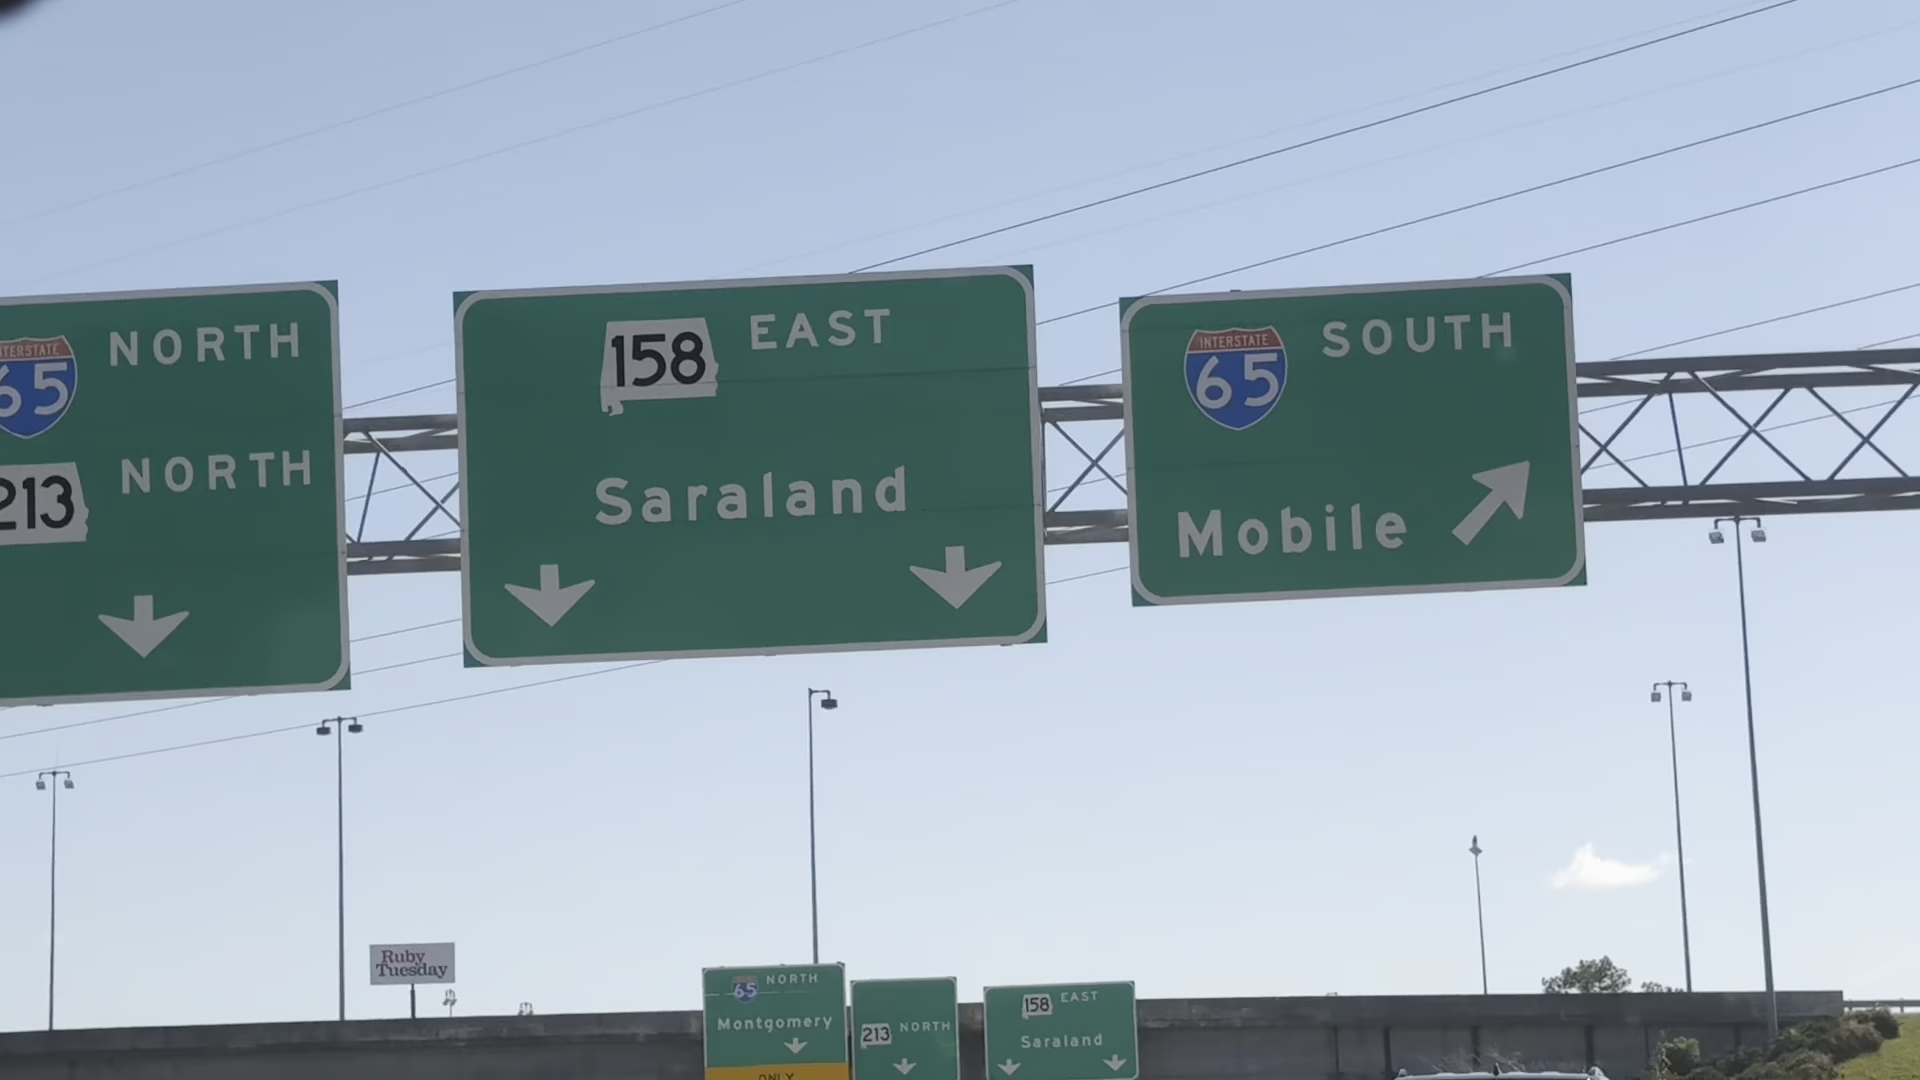 INTERSTATE
65 NORTH
213 NORTH
158 EAST
Saraland
INTERSTATE
65 SOUTH
Mobile
Ruby
Tuesday
65 NORTH
Montgomery
ONLY
213 NORTH
158 EAST
Saraland